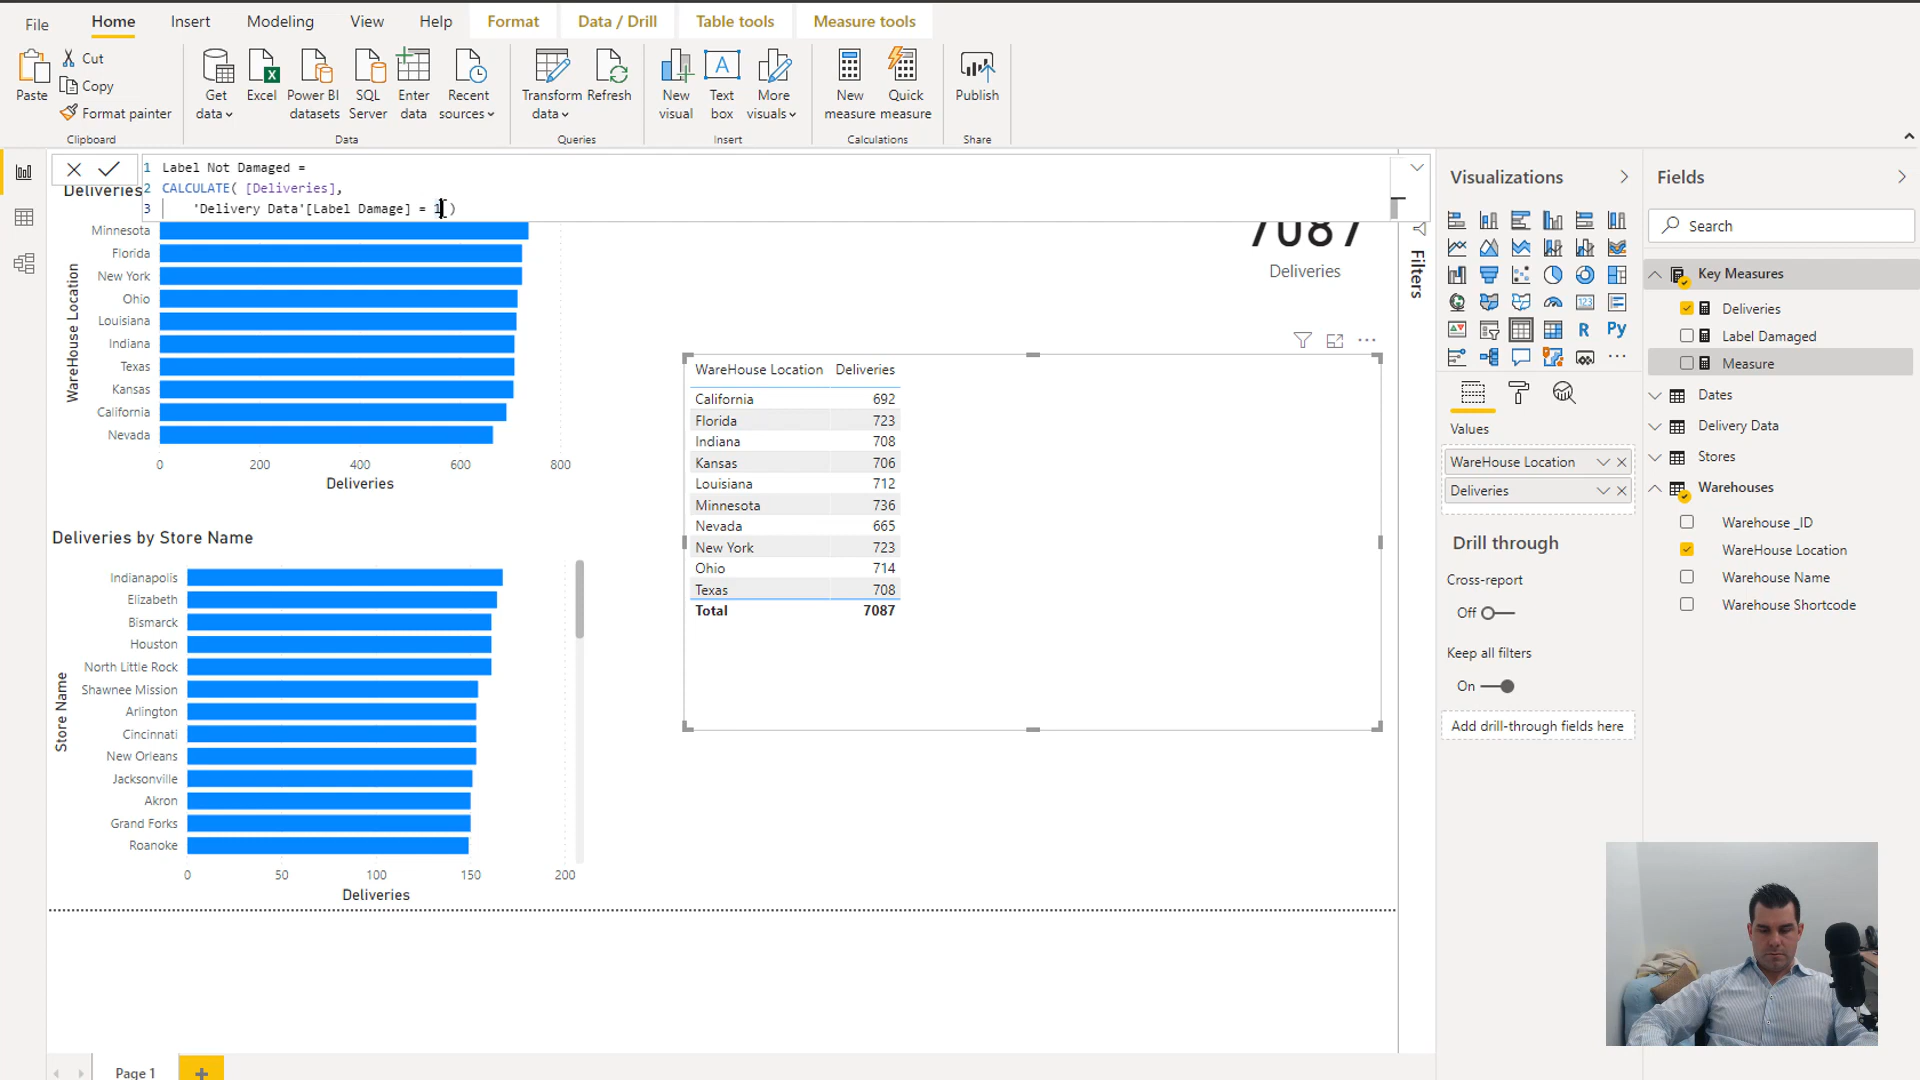 File
Home
Insert
Modeling
View
Help
Format
Data / Drill
Table tools
Measure tools
Paste
Cut
Copy
Format painter
Clipboard
Get data
Excel
Power BI datasets
SQL Server
Enter data
Recent sources
Data
Transform data
Refresh
Queries
New visual
Text box
More visuals
Insert
New measure
Quick measure
Calculations
Publish
Share
1 Label Not Damaged =
2 CALCULATE( [Deliveries],
3 'Delivery Data'[Label Damage] = 1 )
WareHouse Location
Minnesota
Florida
New York
Ohio
Louisiana
Indiana
Texas
Kansas
California
Nevada
0 200 400 600 800
Deliveries
Deliveries by Store Name
Store Name
Indianapolis
Elizabeth
Bismarck
Houston
North Little Rock
Shawnee Mission
Arlington
Cincinnati
New Orleans
Jacksonville
Akron
Grand Forks
Roanoke
0 50 100 150 200
Deliveries
7087
Deliveries
WareHouse Location Deliveries
California 692
Florida 723
Indiana 708
Kansas 706
Louisiana 712
Minnesota 736
Nevada 665
New York 723
Ohio 714
Texas 708
Total 7087
Filters
Visualizations
R
Py
Values
WareHouse Location
Deliveries
Drill through
Cross-report
Off
Keep all filters
On
Add drill-through fields here
Fields
Search
Key Measures
Deliveries
Label Damaged
Measure
Dates
Delivery Data
Stores
Warehouses
Warehouse _ID
WareHouse Location
Warehouse Name
Warehouse Shortcode
Page 1